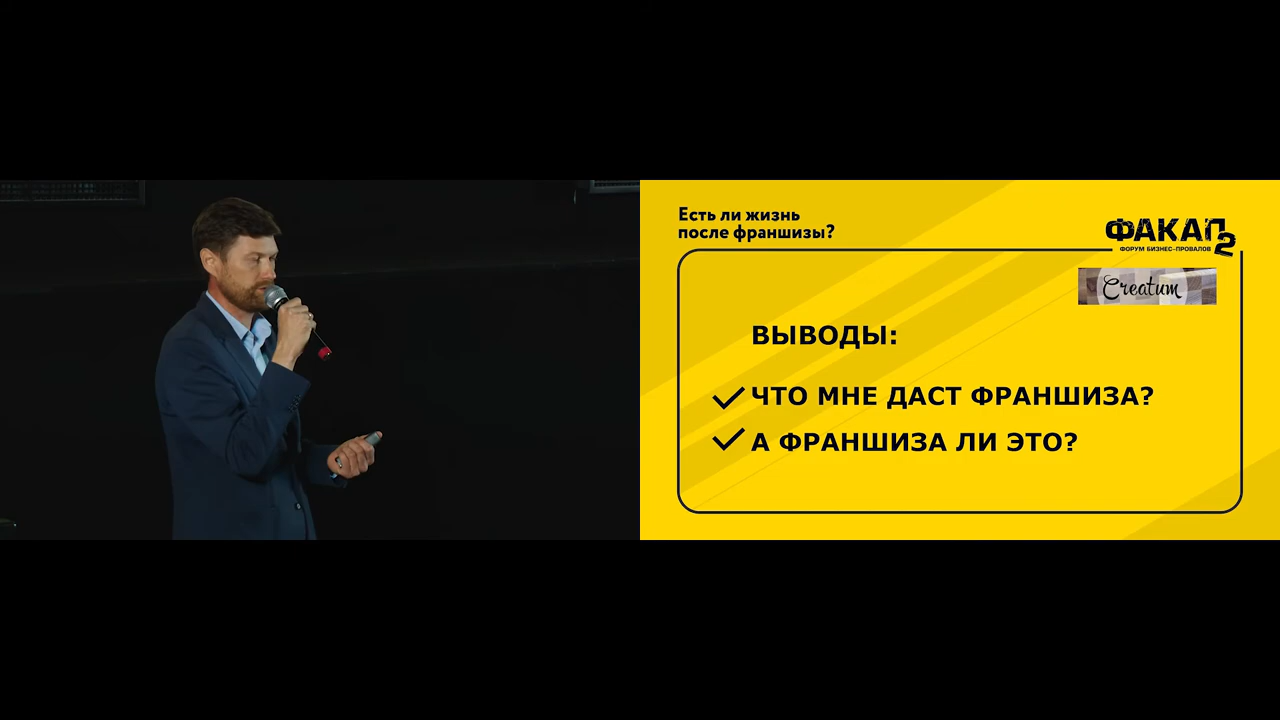 Есть ли жизнь
после франшизы?
ФАКАП2
ФОРУМ БИЗНЕС-ПРОВАЛОВ
Creatum
ВЫВОДЫ:
ЧТО МНЕ ДАСТ ФРАНШИЗА?
А ФРАНШИЗА ЛИ ЭТО?